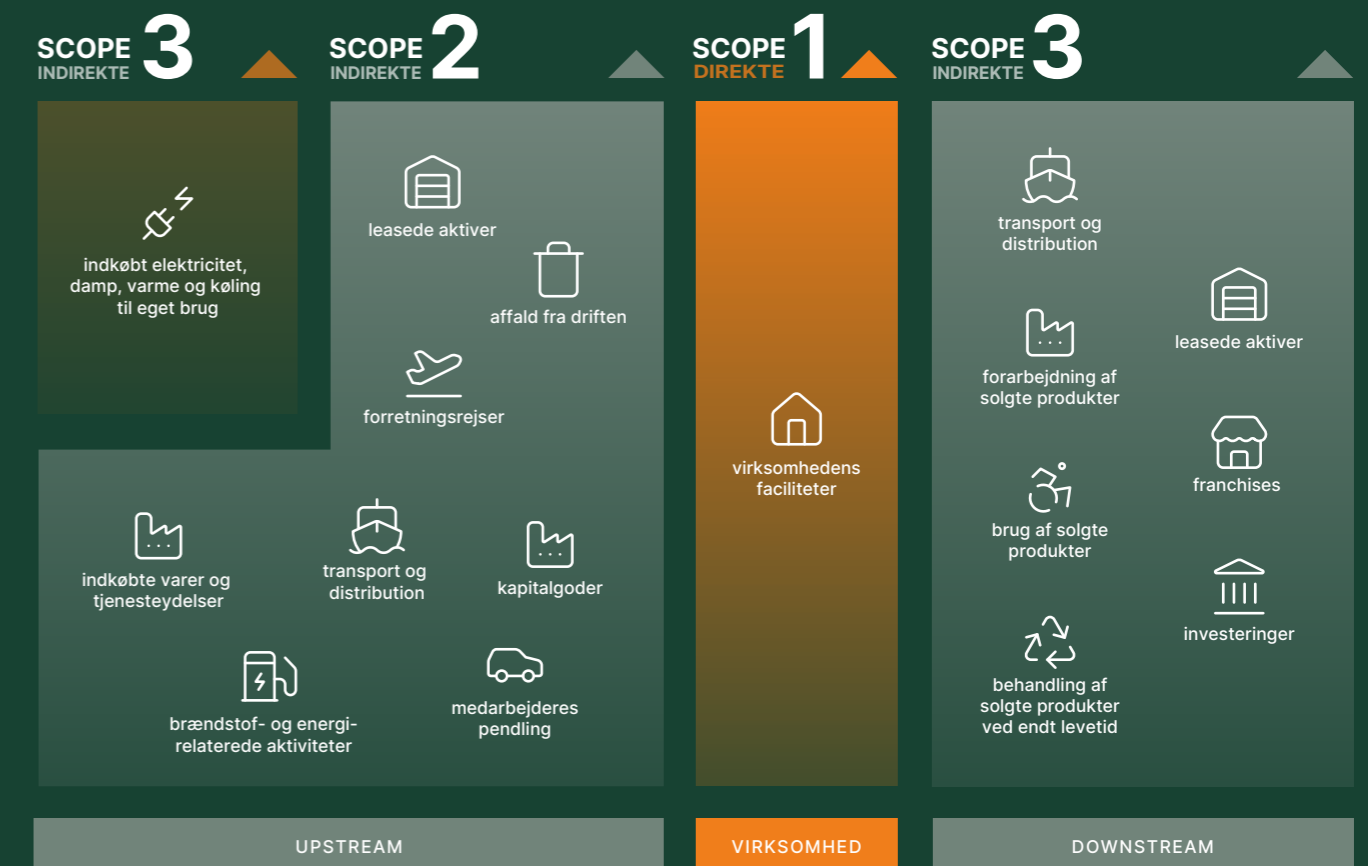 SCOPE 3
INDIREKTE
indkøbt elektricitet,
damp, varme og køling
til eget brug
SCOPE 2
INDIREKTE
leasede aktiver
affald fra driften
forretningsrejser
indkøbte varer og
tjenesteydelser
transport og
distribution
kapitalgoder
brændstof- og energi-
relaterede aktiviteter
medarbejderes
pendling
SCOPE 1
DIREKTE
virksomhedens
faciliteter
SCOPE 3
INDIREKTE
transport og
distribution
leasede aktiver
forarbejdning af
solgte produkter
franchises
brug af solgte
produkter
investeringer
behandling af
solgte produkter
ved endt levetid
UPSTREAM
VIRKSOMHED
DOWNSTREAM